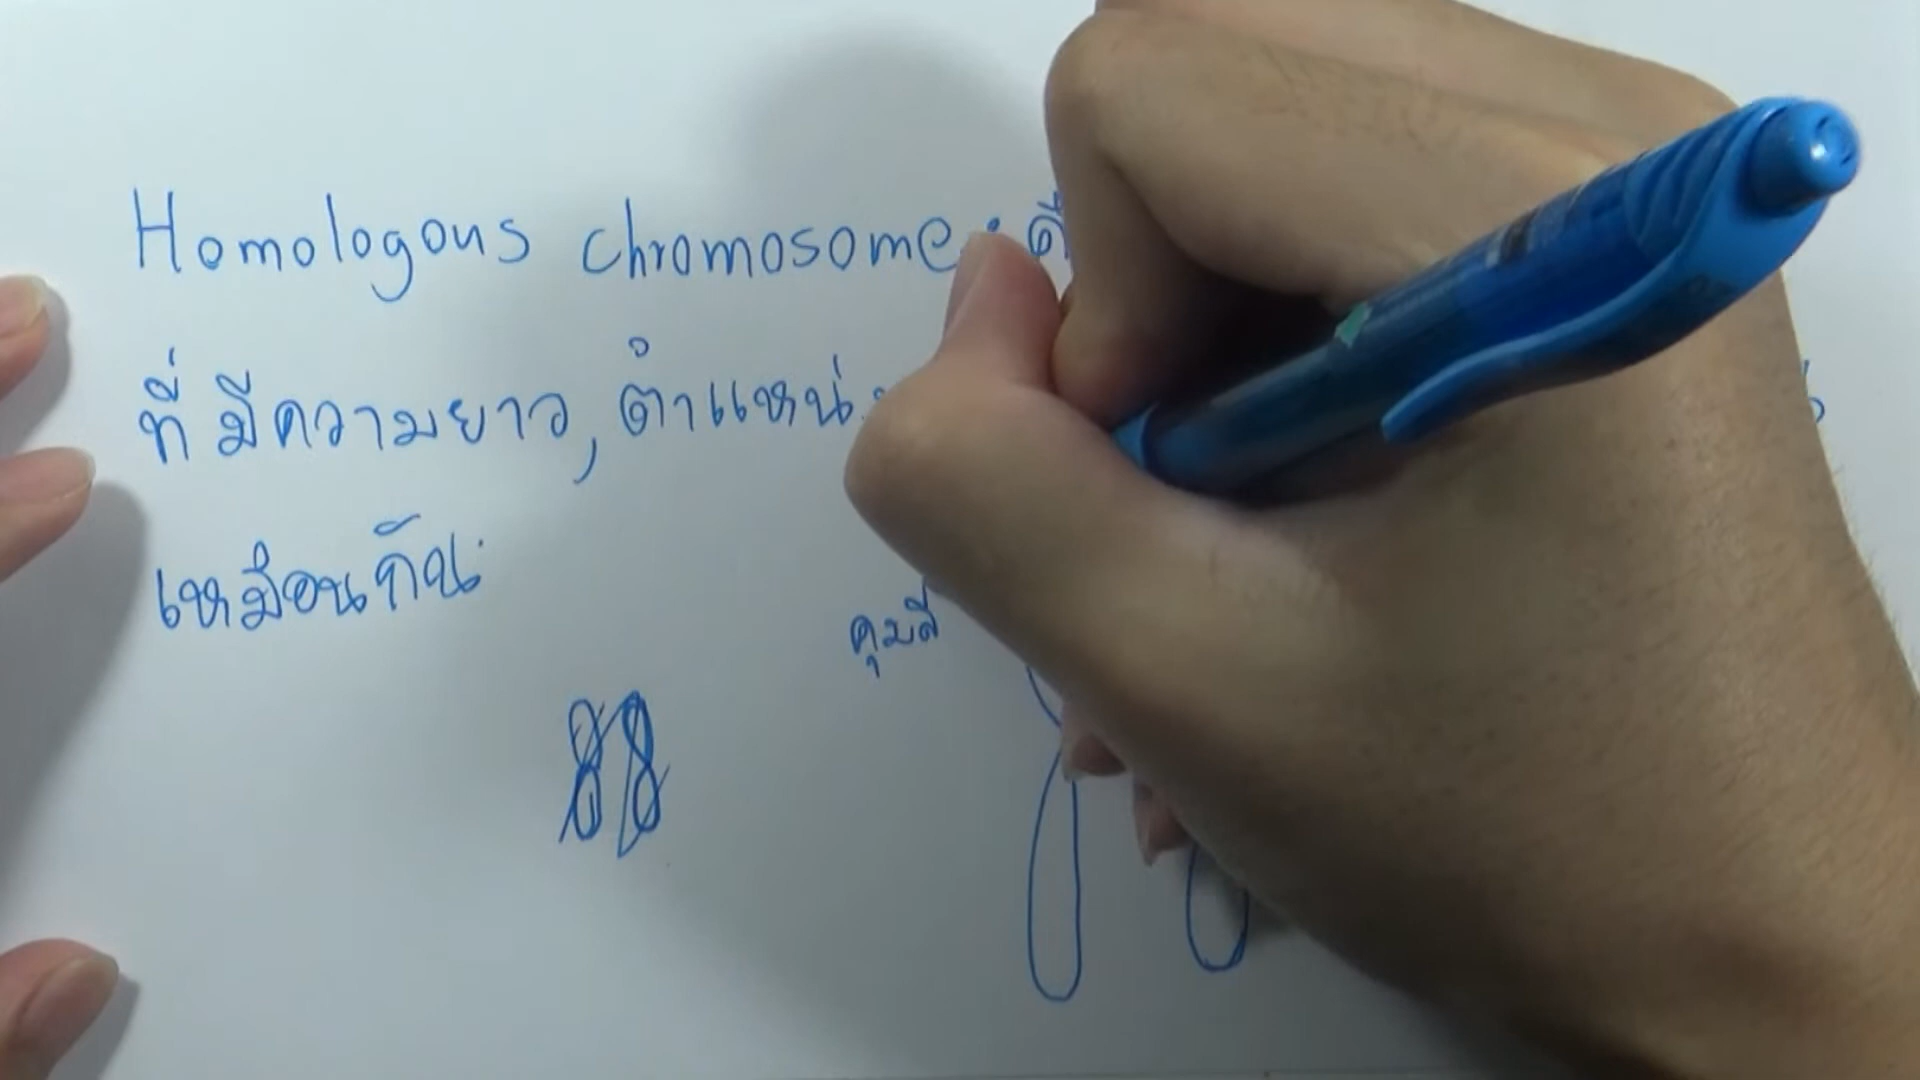 Homologous chromosome :
ที่มีความยาว, ตำแหน่ง
เหมือนกัน
คุมสี